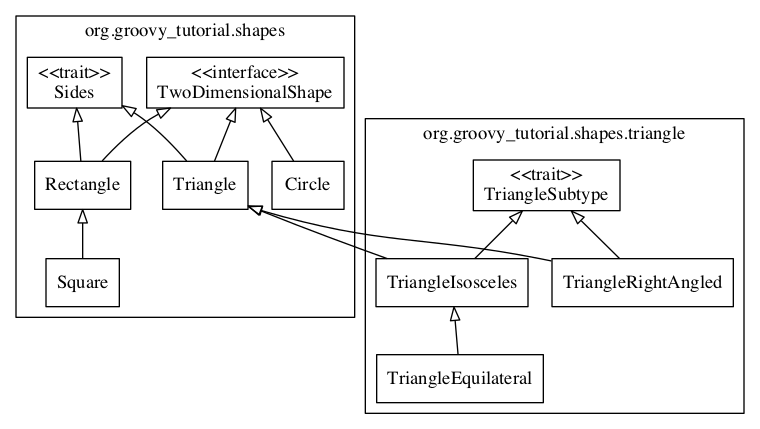 org.groovy_tutorial.shapes
<<trait>>
Sides
<<interface>>
TwoDimensionalShape
Rectangle
Triangle
Circle
Square
org.groovy_tutorial.shapes.triangle
<<trait>>
TriangleSubtype
TriangleIsosceles
TriangleRightAngled
TriangleEquilateral